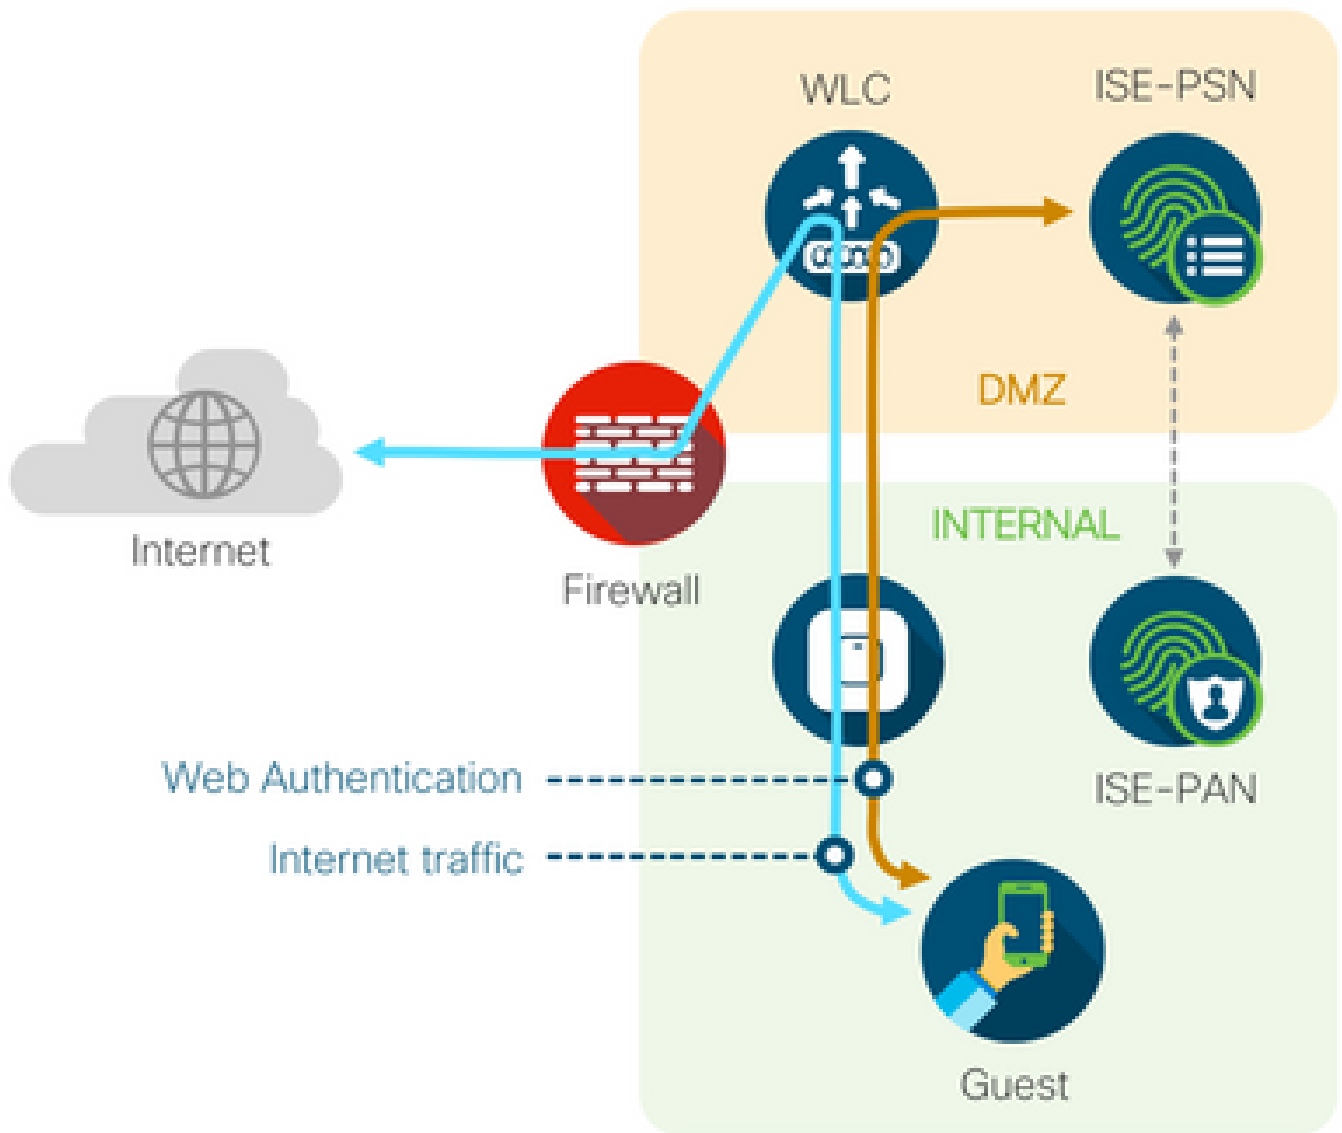 WLC
ISE-PSN
DMZ
Internet
Firewall
INTERNAL
Web Authentication
ISE-PAN
Internet traffic
Guest